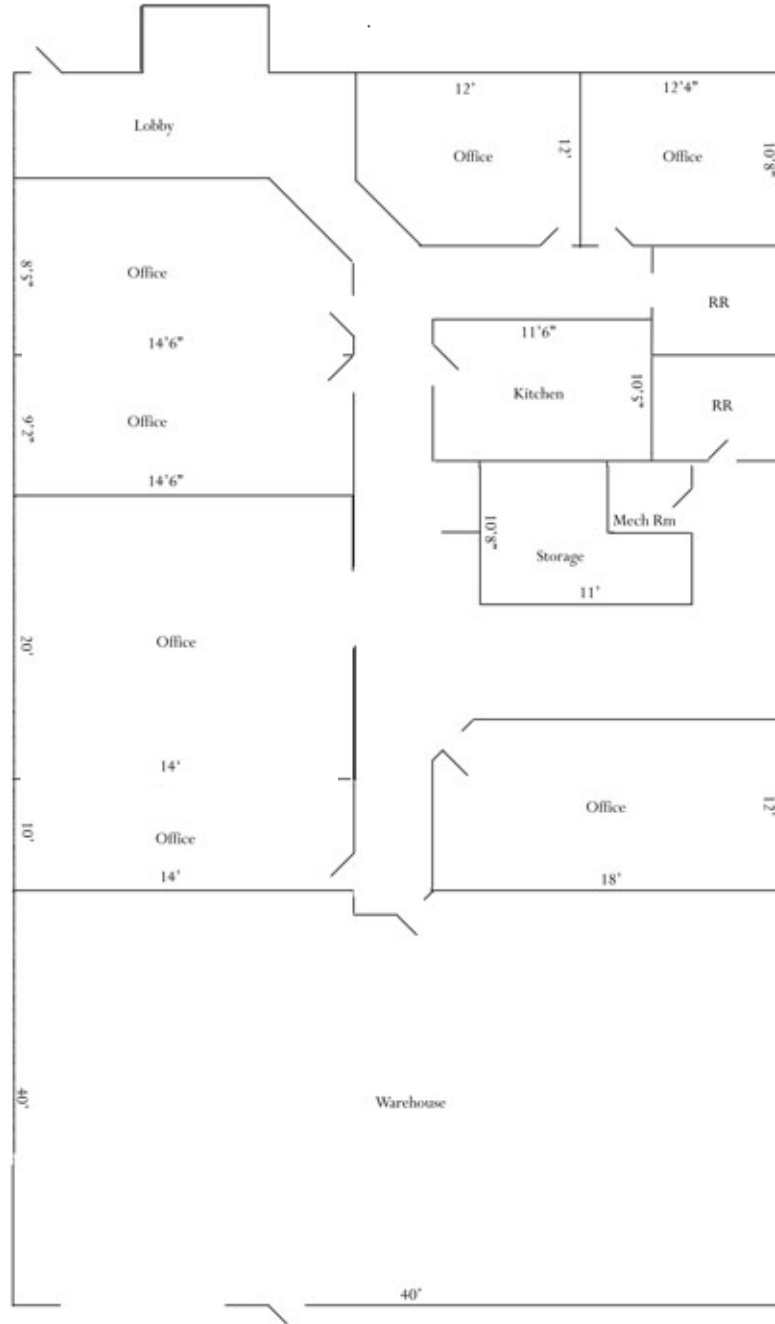 12'
12'4"
Lobby
Office
12'
Office
10'8"
8'5"
Office
RR
14'6"
11'6"
Kitchen
10'5"
RR
9'2"
Office
14'6"
10'8"
Mech Rm
Storage
11'
20'
Office
14'
Office
12'
10'
Office
14'
18'
40'
Warehouse
40'